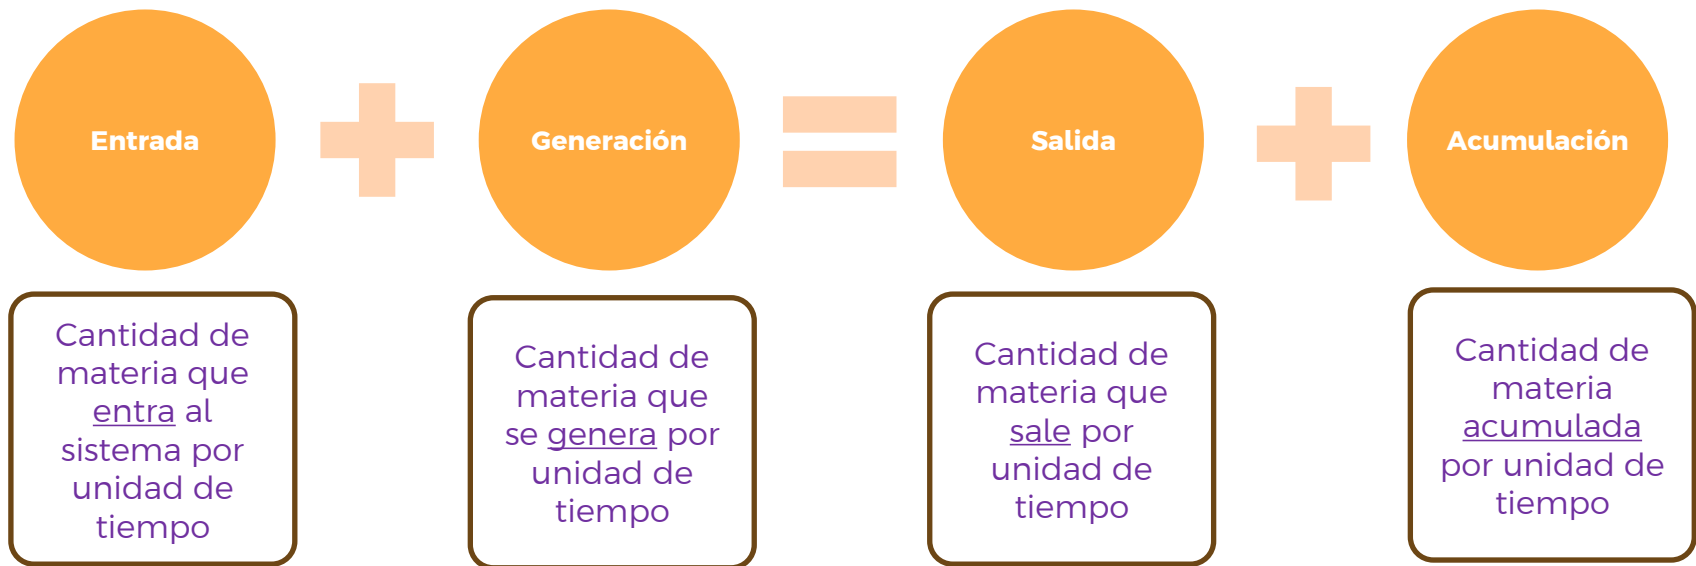 Entrada
Generación
Salida
Acumulación
Cantidad de
materia que
entra al
sistema por
unidad de
tiempo
Cantidad de
materia que
se genera por
unidad de
tiempo
Cantidad de
materia que
sale por
unidad de
tiempo
Cantidad de
materia
acumulada
por unidad de
tiempo